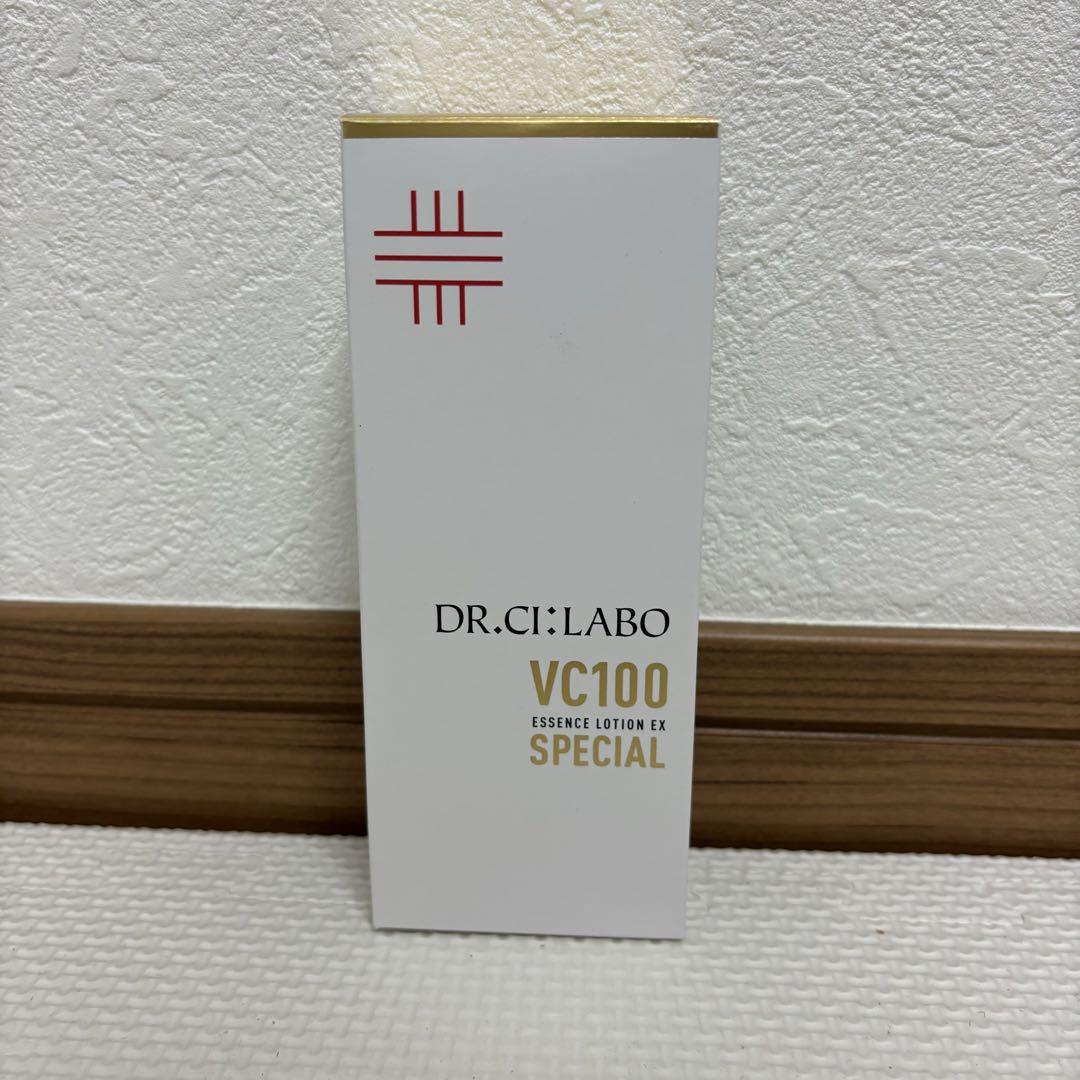 DR.CI:LABO
VC100
ESSENCE LOTION EX
SPECIAL